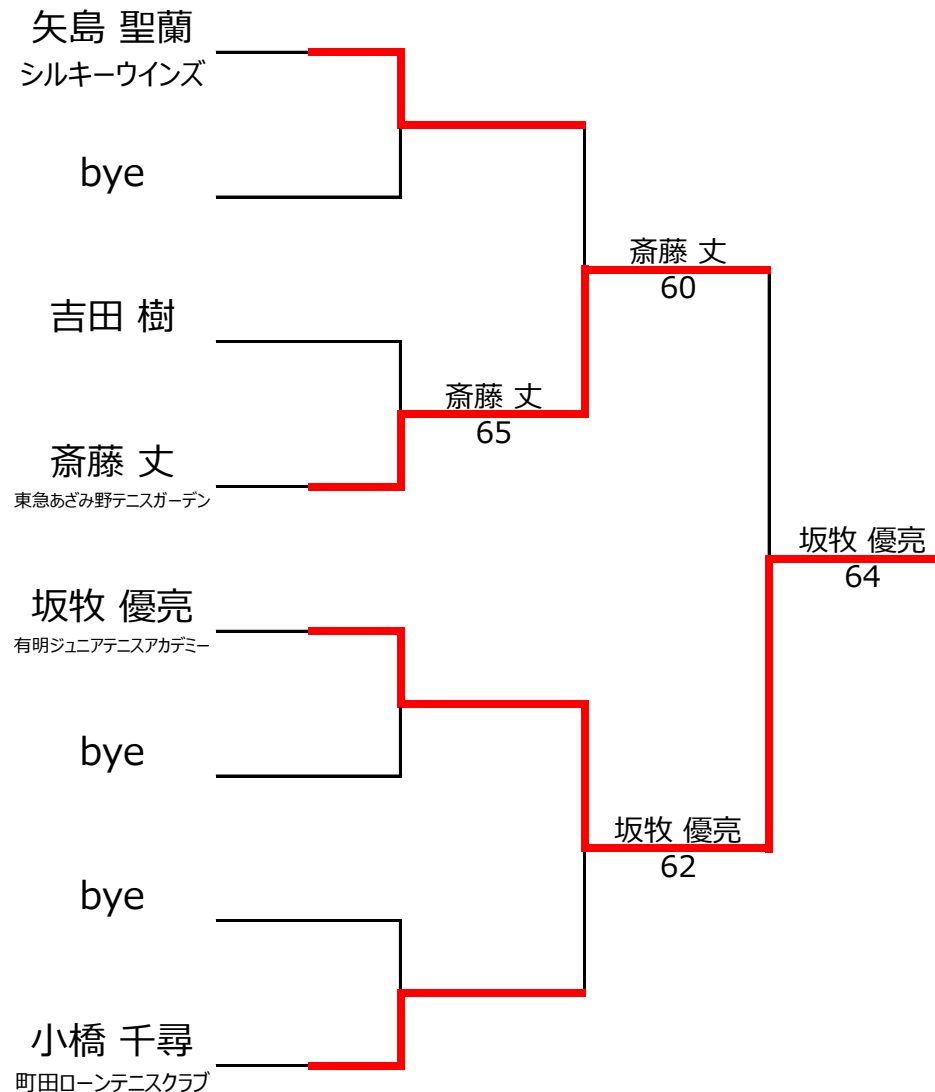 矢島 聖蘭
シルキーウインズ
bye
吉田 樹
斎藤 丈
東急あざみ野テニスガーデン
坂牧 優亮
有明ジュニアテニスアカデミー
bye
bye
小橋 千尋
町田ローンテニスクラブ
斎藤 丈
65
斎藤 丈
60
坂牧 優亮
62
坂牧 優亮
64